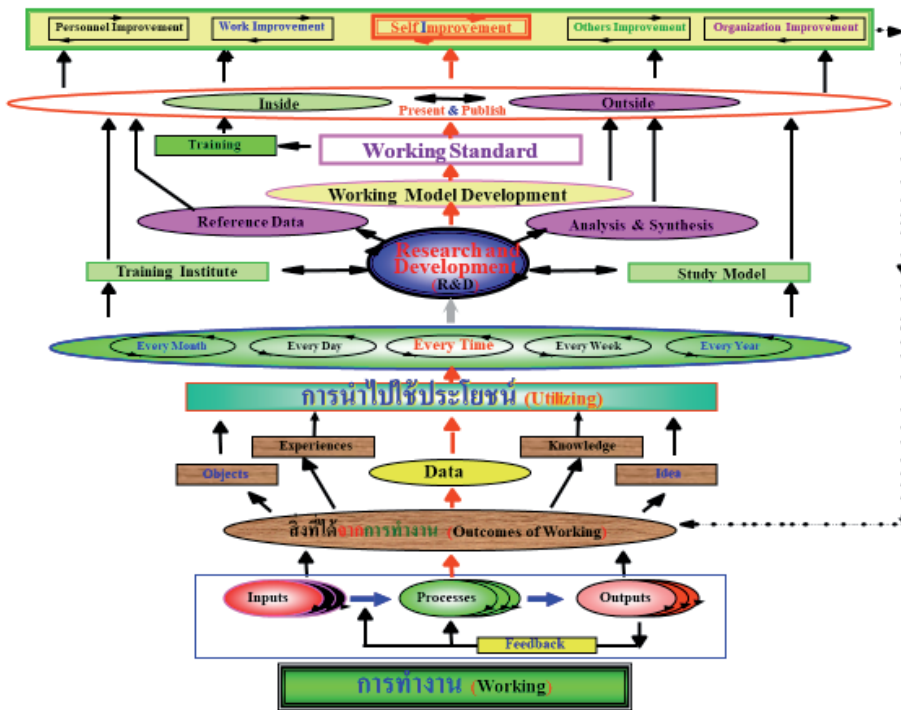 Personnel Improvement
Work Improvement
Self Improvement
Others Improvement
Organization Improvement
Inside
Outside
Present & Publish
Training
Working Standard
Working Model Development
Reference Data
Analysis & Synthesis
Research and
Development
(R&D)
Training Institute
Study Model
Every Month
Every Day
Every Time
Every Week
Every Year
การนำไปใช้ประโยชน์ (Utilizing)
Experiences
Knowledge
Objects
Data
Idea
สิ่งที่ได้จากการทำงาน (Outcomes of Working)
Inputs
Processes
Outputs
Feedback
การทำงาน (Working)